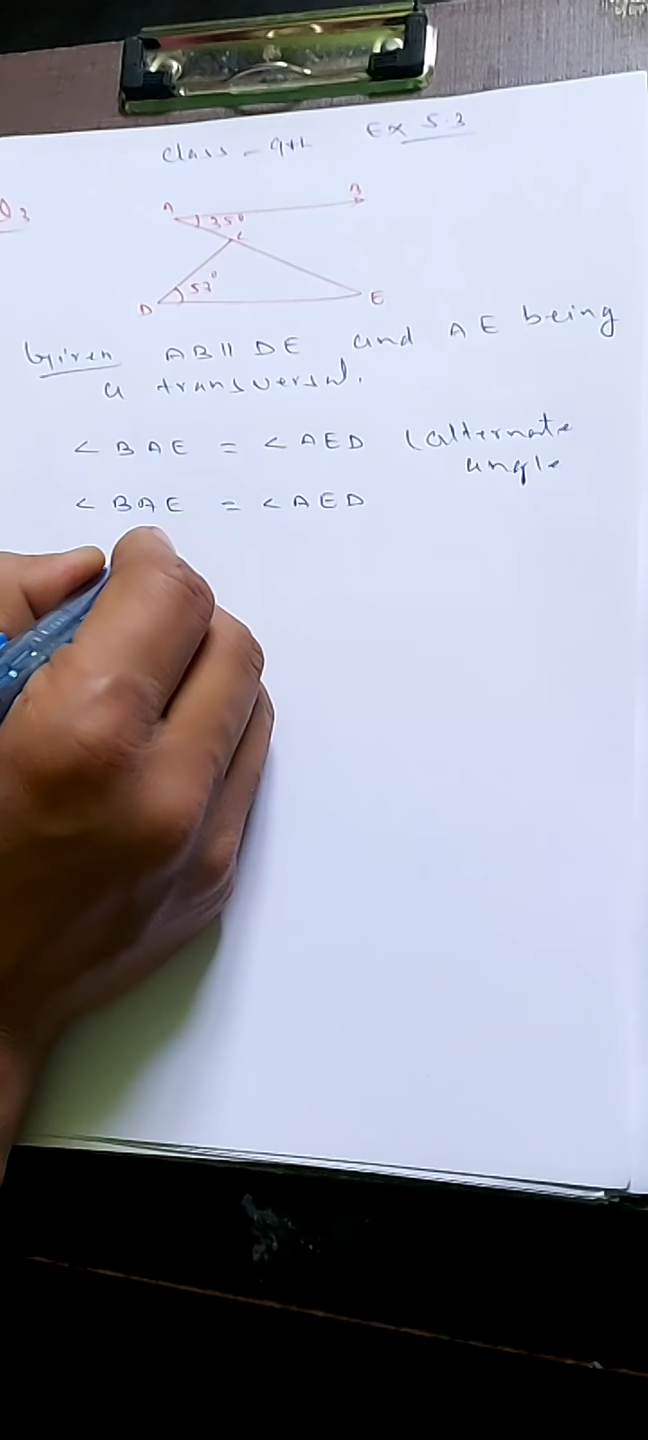 Class - 9th Ex 5.3
Q3
A B
35°
C
53°
D E
Given AB || DE and AE being
a transversal.
∠BAE = ∠AED (alternate
angle
∠BAE = ∠AED